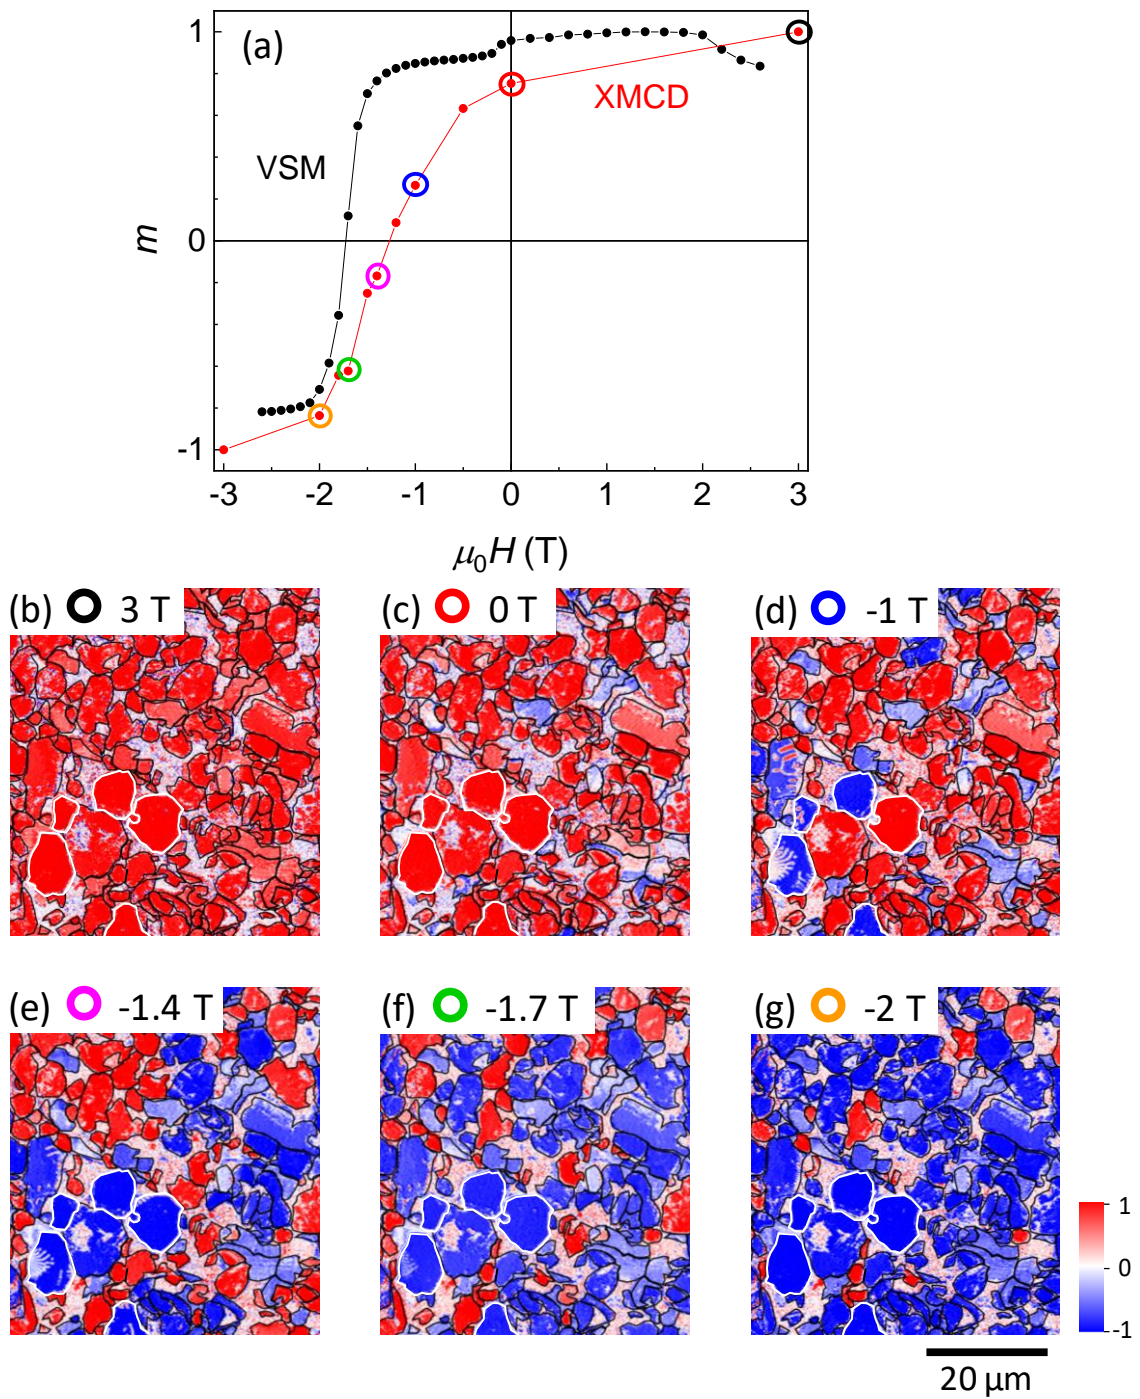 (a)
1
0
-1
m
VSM
XMCD
-3 -2 -1 0 1 2 3
μ0H (T)
(b) 3 T
(c) 0 T
(d) -1 T
(e) -1.4 T
(f) -1.7 T
(g) -2 T
1
0
-1
20 μm